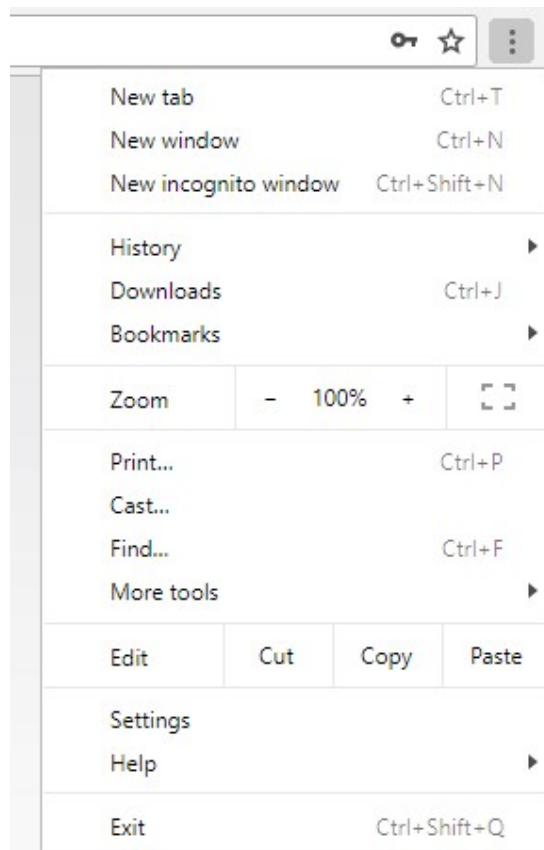 New tab Ctrl+T
New window Ctrl+N
New incognito window Ctrl+Shift+N
History
Downloads Ctrl+J
Bookmarks
Zoom - 100% +
Print... Ctrl+P
Cast...
Find... Ctrl+F
More tools
Edit Cut Copy Paste
Settings
Help
Exit Ctrl+Shift+Q